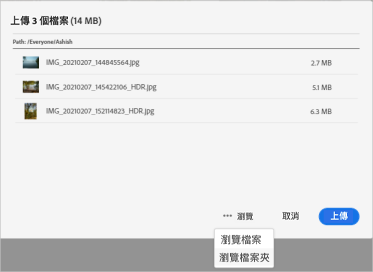 上傳 3 個檔案 (14 MB)
Path: /Everyone/Ashish
IMG_20210207_144845564.jpg 2.7 MB
IMG_20210207_145422106_HDR.jpg 5.1 MB
IMG_20210207_152114823_HDR.jpg 6.3 MB
••• 瀏覽 取消 上傳
瀏覽檔案
瀏覽檔案夾